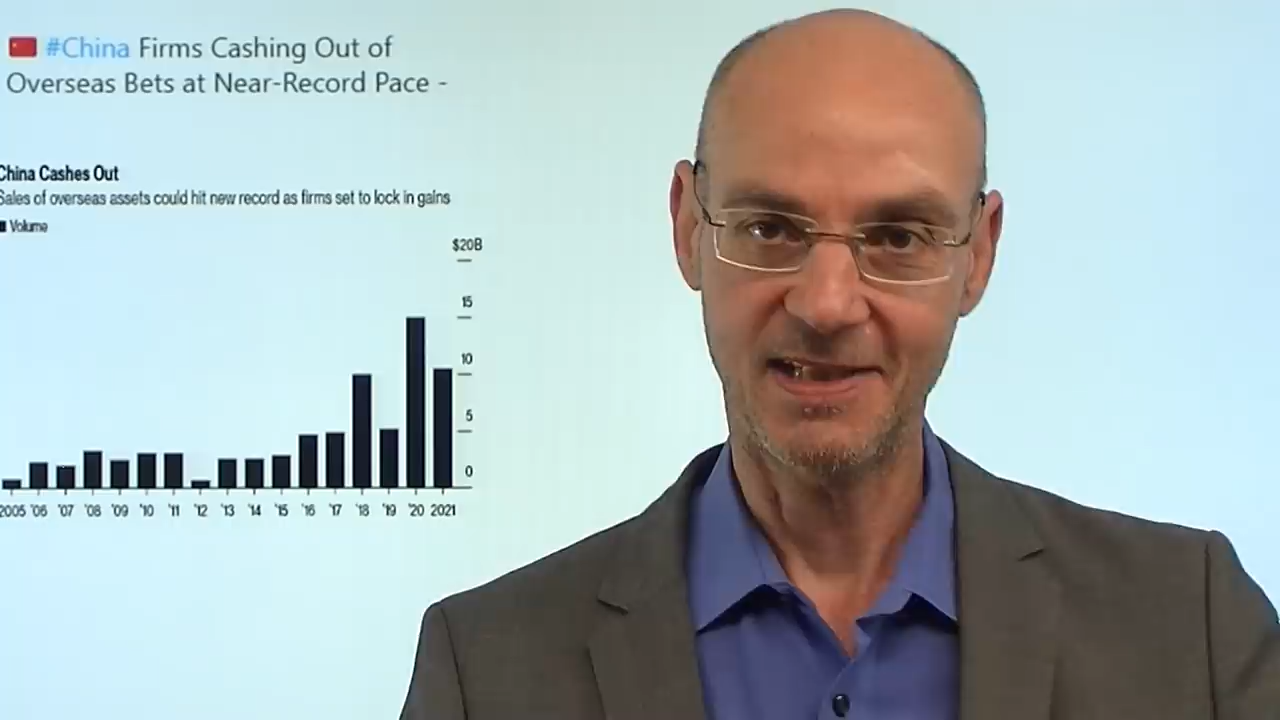 #China Firms Cashing Out of
Overseas Bets at Near-Record Pace -
China Cashes Out
Sales of overseas assets could hit new record as firms set to lock in gains
Volume
$20B
15
10
5
0
2005 '06 '07 '08 '09 '10 '11 '12 '13 '14 '15 '16 '17 '18 '19 '20 2021